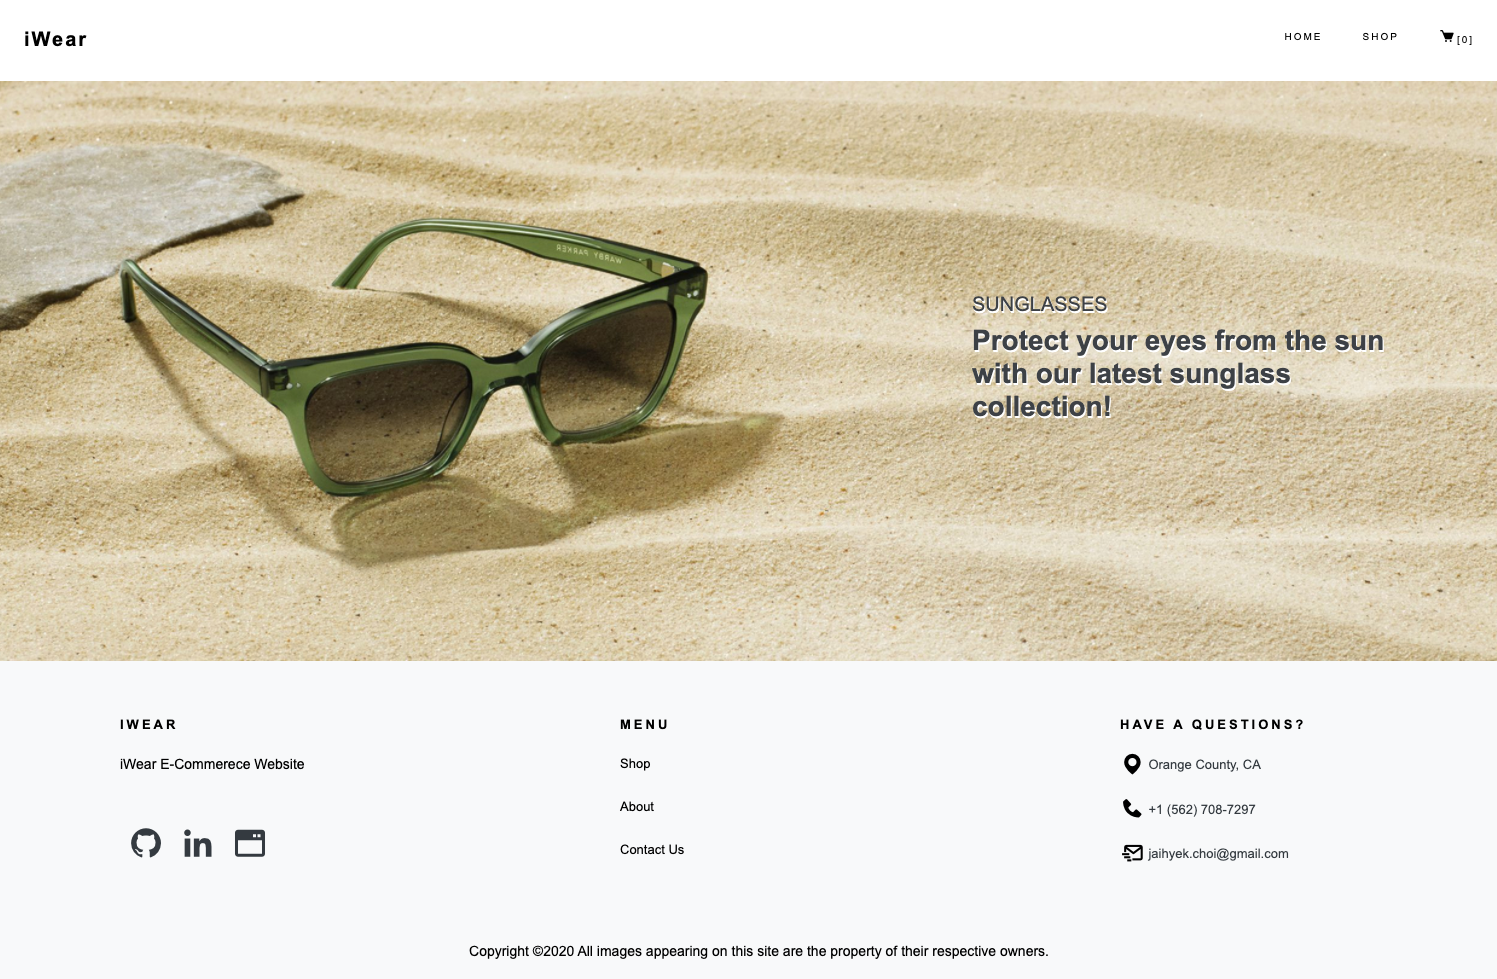 iWear
HOME SHOP [0]
WARBY PARKER
SUNGLASSES
Protect your eyes from the sun
with our latest sunglass
collection!
IWEAR
iWear E-Commerece Website
MENU
Shop
About
Contact Us
HAVE A QUESTIONS?
Orange County, CA
+1 (562) 708-7297
jaihyek.choi@gmail.com
Copyright ©2020 All images appearing on this site are the property of their respective owners.